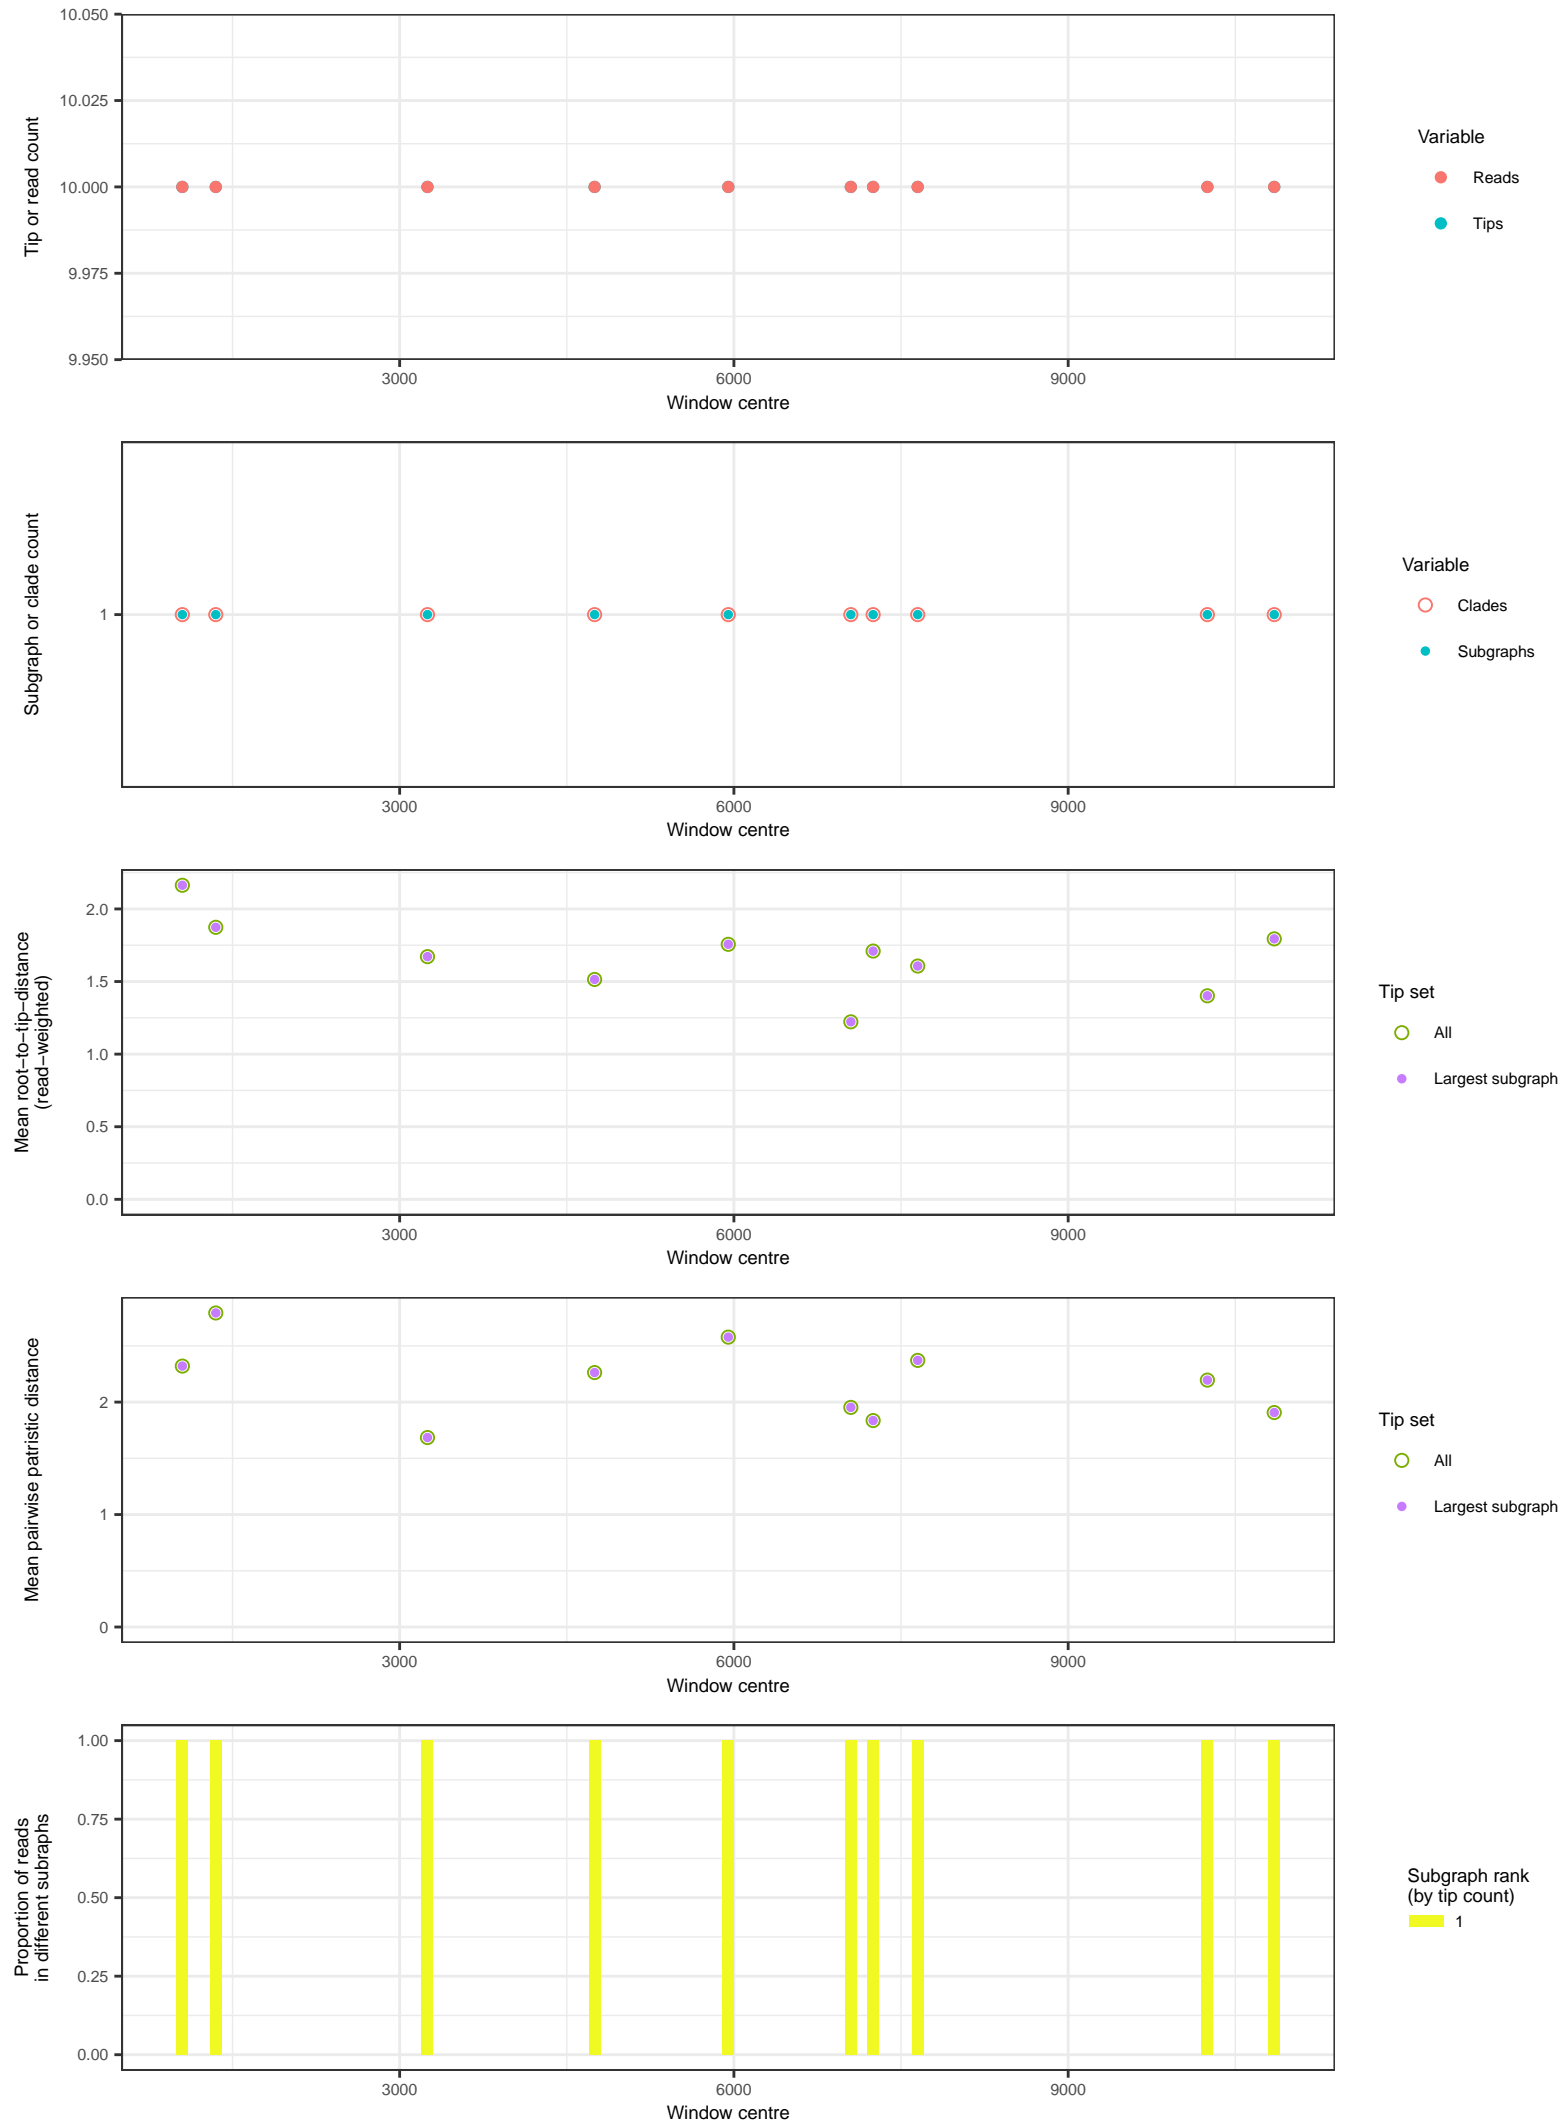 10.050
10.025
10.000
9.975
9.950
Tip or read count
3000
6000
9000
Window centre
Variable
Reads
Tips
1
Subgraph or clade count
3000
6000
9000
Window centre
Variable
Clades
Subgraphs
2.0
1.5
1.0
0.5
0.0
Mean root−to−tip−distance
(read−weighted)
3000
6000
9000
Window centre
Tip set
All
Largest subgraph
2
1
0
Mean pairwise patristic distance
3000
6000
9000
Window centre
Tip set
All
Largest subgraph
1.00
0.75
0.50
0.25
0.00
Proportion of reads
in different subraphs
3000
6000
9000
Window centre
Subgraph rank
(by tip count)
1